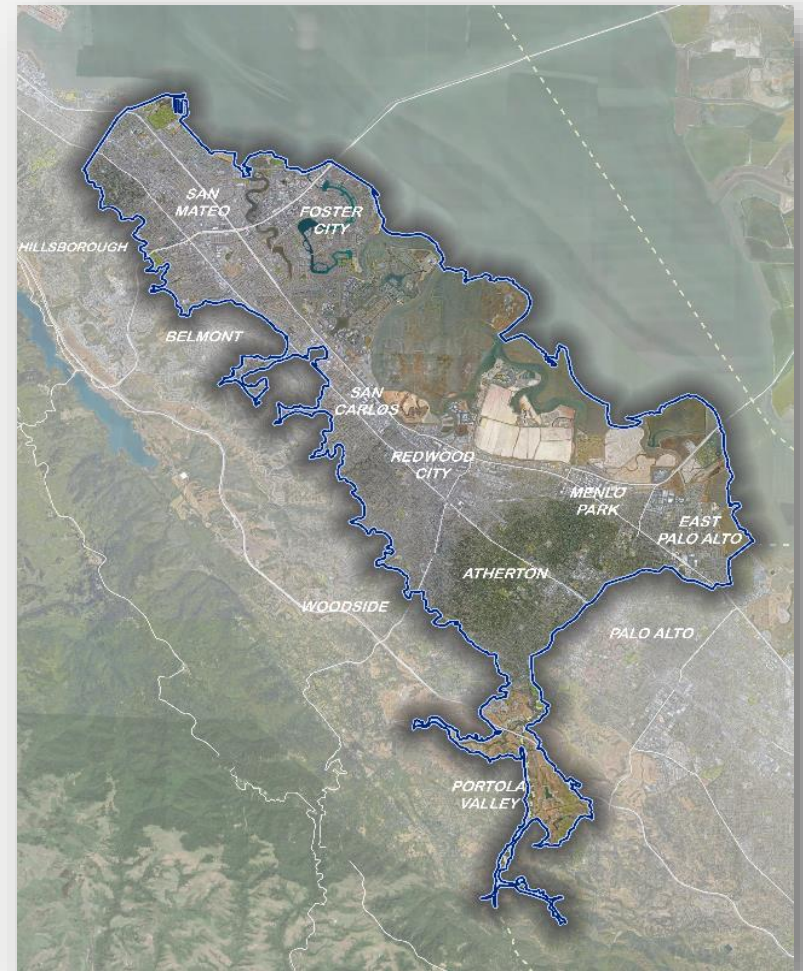 SAN
MATEO
FOSTER
CITY
HILLSBOROUGH
BELMONT
SAN
CARLOS
REDWOOD
CITY
MENLO
PARK
EAST
PALO ALTO
ATHERTON
WOODSIDE
PALO ALTO
PORTOLA
VALLEY